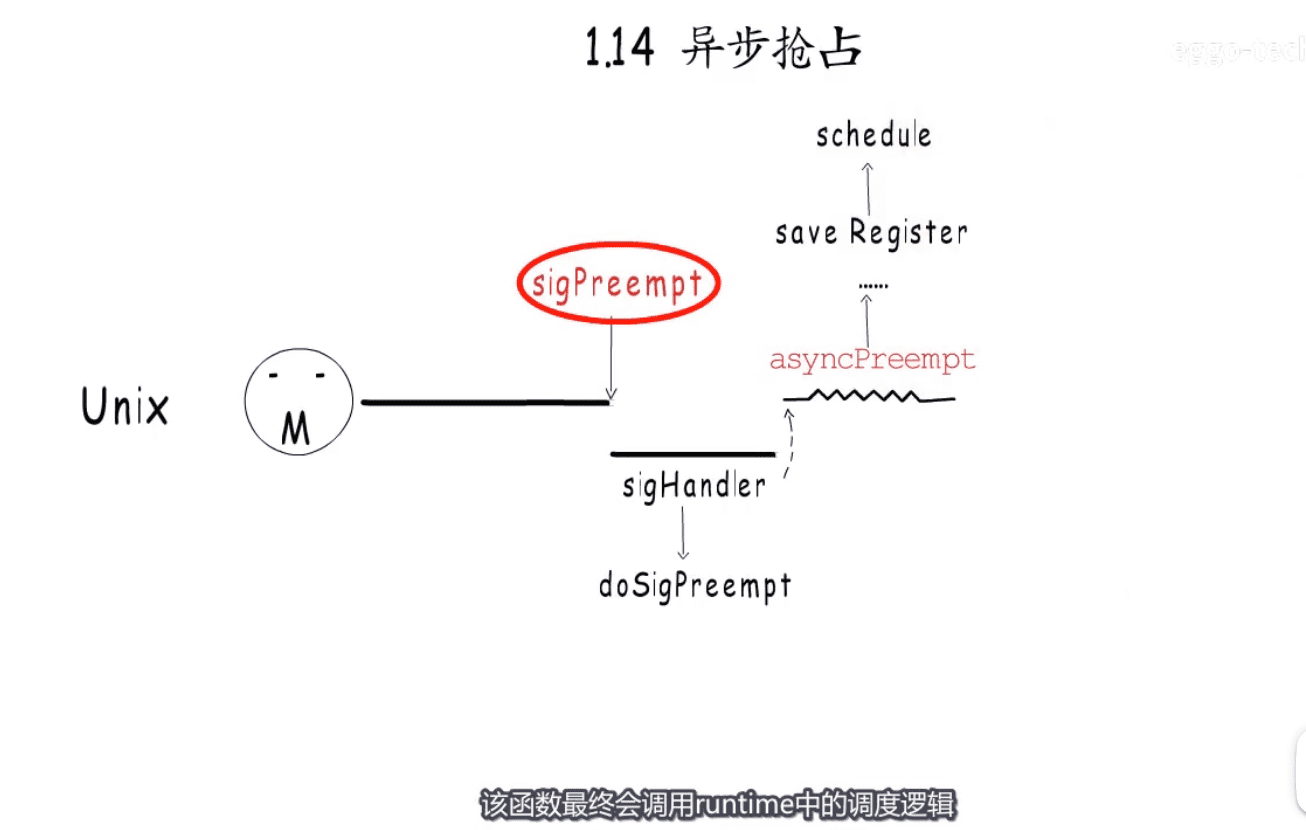 1.14 异步抢占
eggo-tech
schedule
save Register
......
sigPreempt
asyncPreempt
Unix
M
sigHandler
doSigPreempt
该函数最终会调用runtime中的调度逻辑